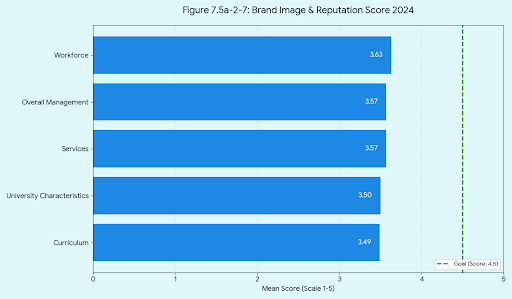 Figure 7.5a-2-7: Brand Image & Reputation Score 2024
Workforce
3.63
Overall Management
3.57
Services
3.57
University Characteristics
3.50
Curriculum
3.49
Goal (Score: 4.5)
0 1 2 3 4 5
Mean Score (Scale 1-5)